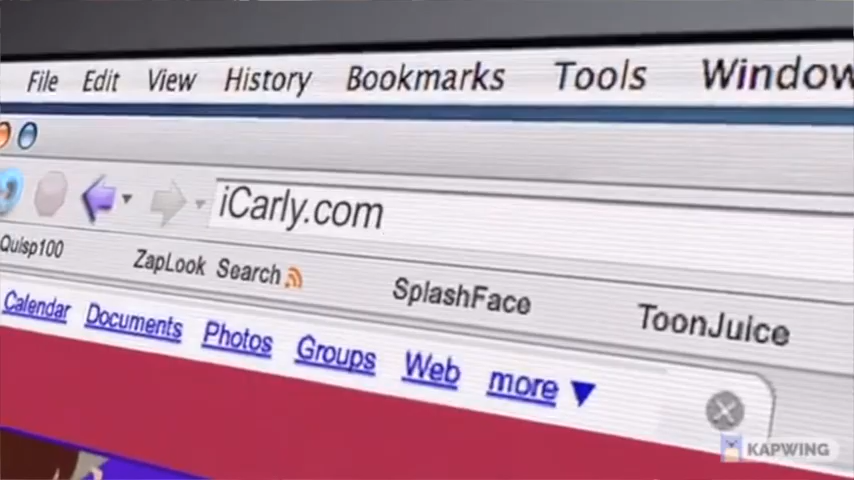 File Edit View History Bookmarks Tools Window
iCarly.com
Quisp100 ZapLook Search SplashFace ToonJuice
Calendar Documents Photos Groups Web more
KAPWING